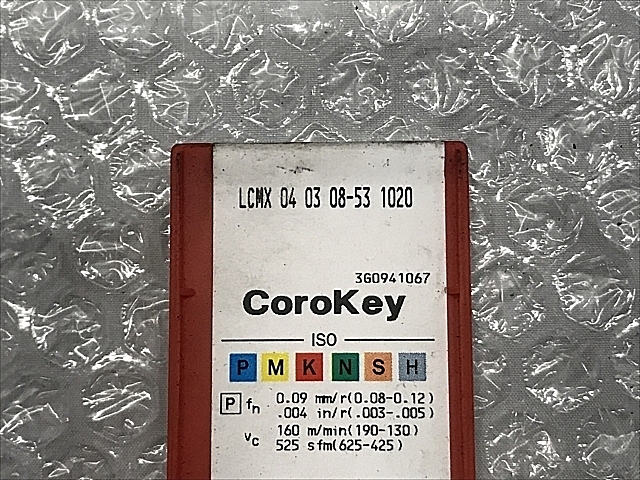 LCMX 04 03 08-53 1020
3G0941067
CoroKey
ISO
P M K N S H
P fn 0.09 mm/r(0.08-0.12)
.004 in/r(.003-.005)
vc 160 m/min(190-130)
525 sfm(625-425)